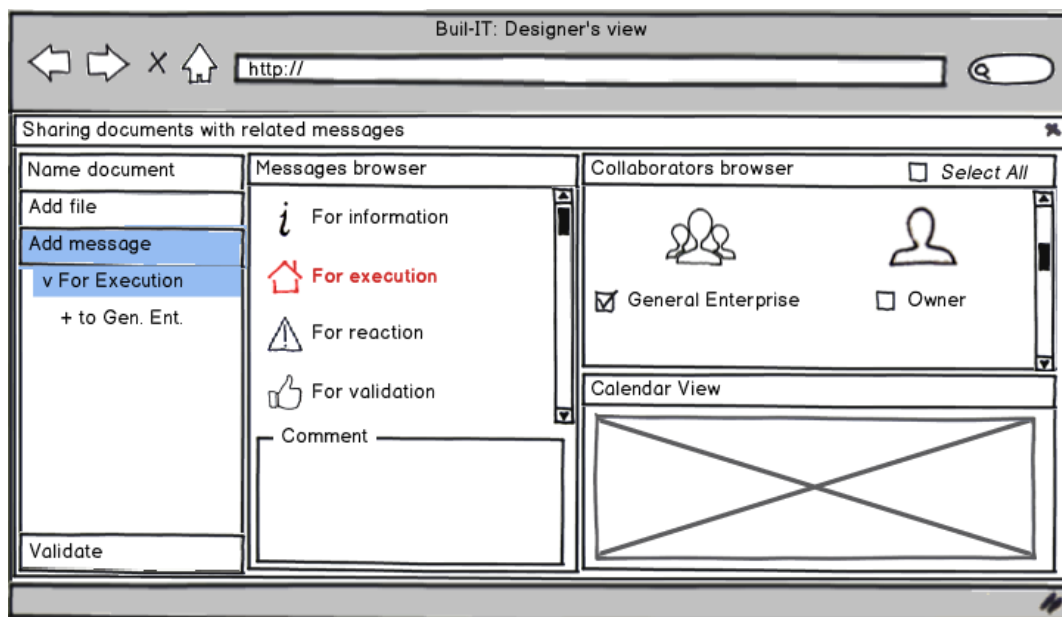 Buil-IT: Designer's view
http://
Sharing documents with related messages
Name document
Add file
Add message
v For Execution
+ to Gen. Ent.
Validate
Messages browser
i For information
For execution
For reaction
For validation
Comment
Collaborators browser
Select All
General Enterprise
Owner
Calendar View